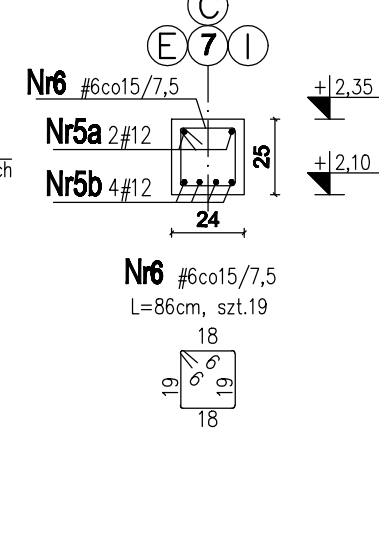 C
E 7 I
Nr6 #6co15/7,5
+2,35
Nr5a 2#12
25
ch
+2,10
Nr5b 4#12
24
Nr6 #6co15/7,5
L=86cm, szt.19
18
6
6
19
19
18